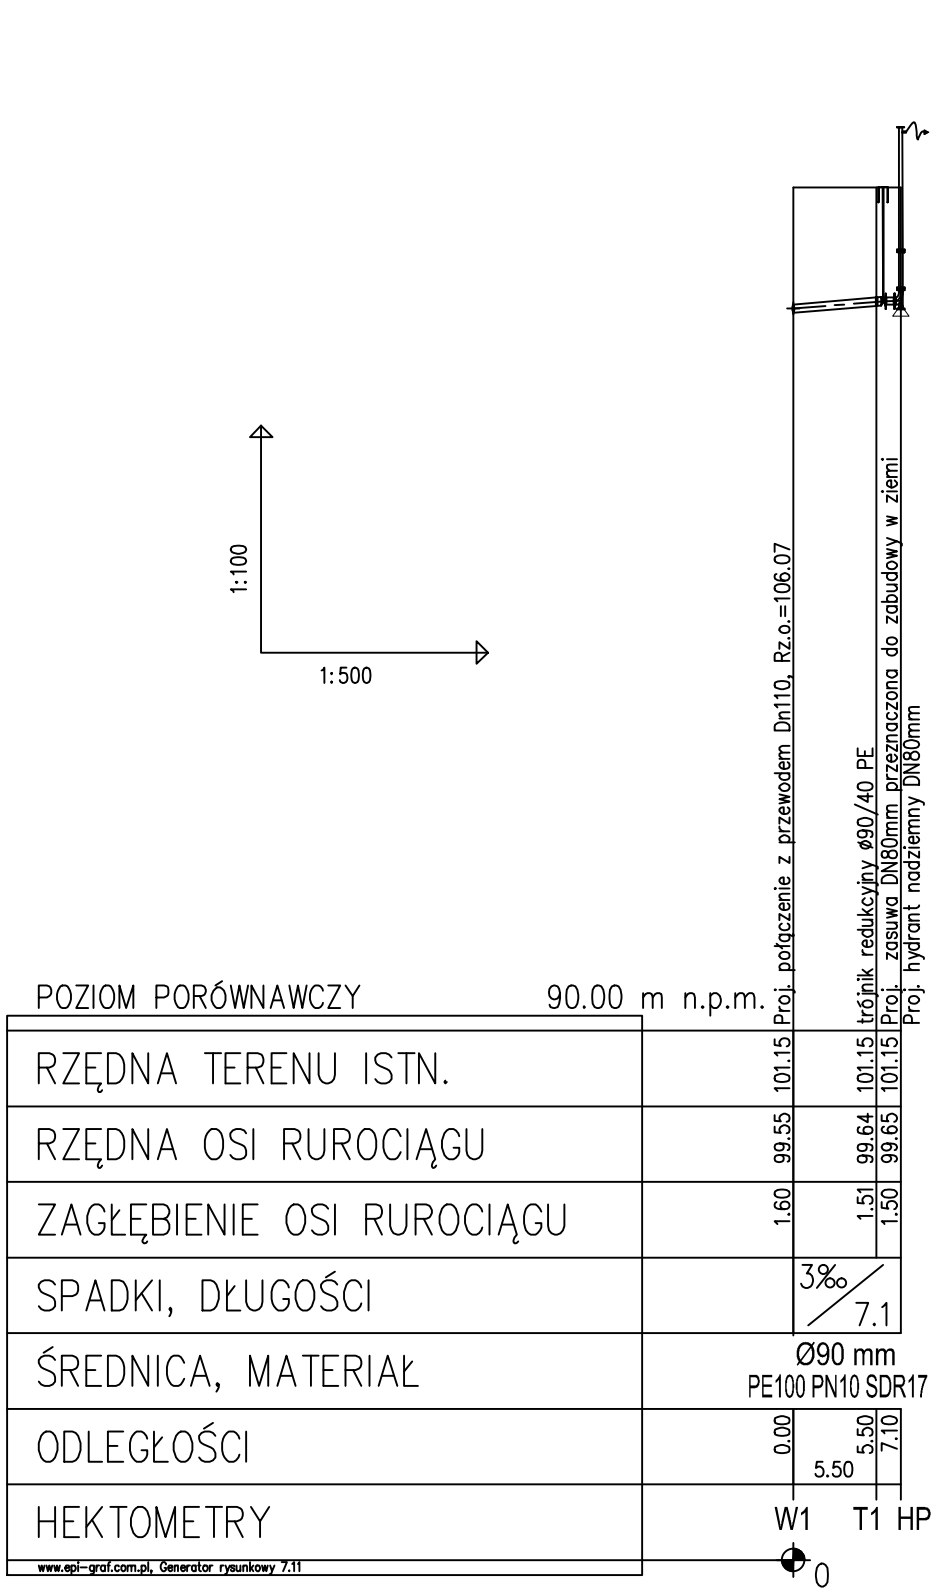 1:100
1:500
Proj. połączenie z przewodem Dn110, Rz.o.=106.07
trójnik redukcyjny ø90/40 PE
Proj. zasuwa DN80mm przeznaczona do zabudowy w ziemi
Proj. hydrant nadziemny DN80mm
POZIOM PORÓWNAWCZY 90.00 m n.p.m.
RZĘDNA TERENU ISTN. 101.15 101.15 101.15
RZĘDNA OSI RUROCIĄGU 99.55 99.64 99.65
ZAGŁĘBIENIE OSI RUROCIĄGU 1.60 1.51 1.50
SPADKI, DŁUGOŚCI 3‰ 7.1
ŚREDNICA, MATERIAŁ Ø90 mm
PE100 PN10 SDR17
ODLEGŁOŚCI 0.00 5.50 5.50 7.10
HEKTOMETRY W1 T1 HP
www.epi-graf.com.pl, Generator rysunkowy 7.11
0